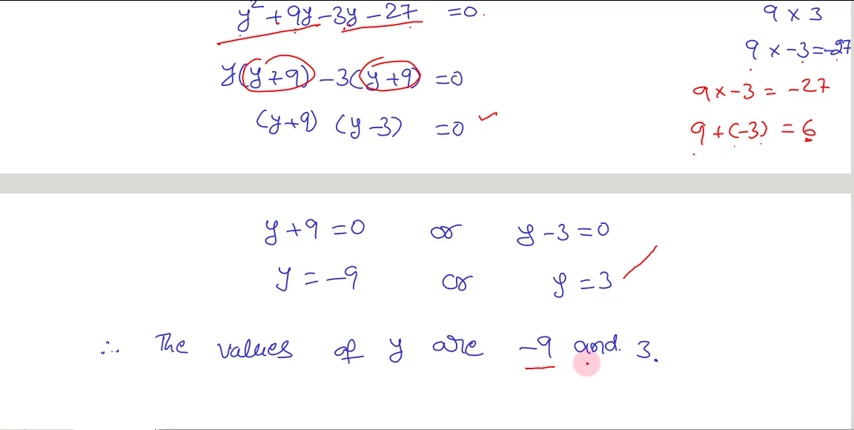 y² + 9y - 3y - 27 = 0.
y(y+9) - 3(y+9) = 0
(y+9) (y-3) = 0 ✓
9 × 3
9 × -3 = -27
9 × -3 = -27
9 + (-3) = 6
y + 9 = 0 or y - 3 = 0
y = -9 or y = 3
∴ The values of y are -9 and 3.